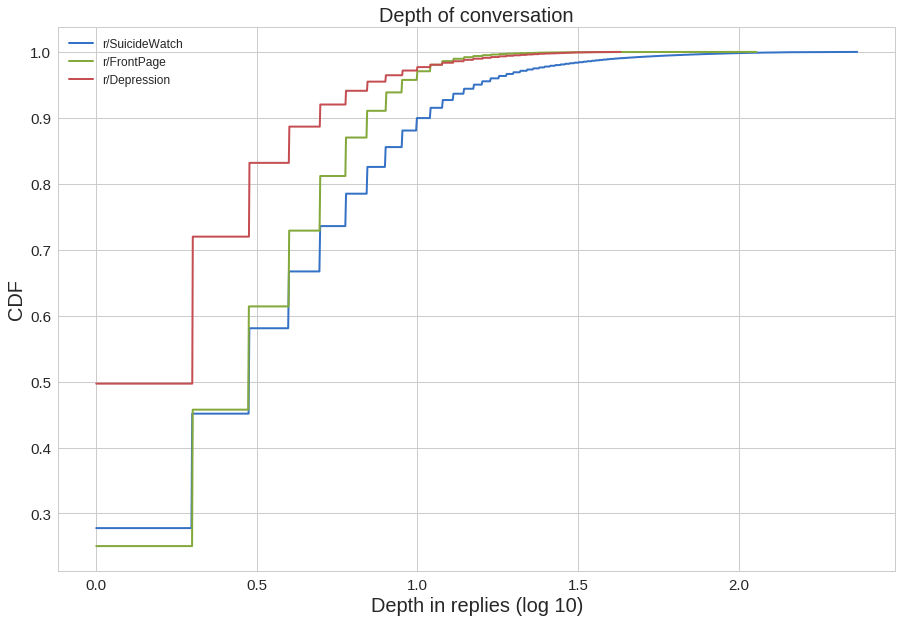 Depth of conversation
r/SuicideWatch
r/FrontPage
r/Depression
CDF
1.0
0.9
0.8
0.7
0.6
0.5
0.4
0.3
0.0 0.5 1.0 1.5 2.0
Depth in replies (log 10)